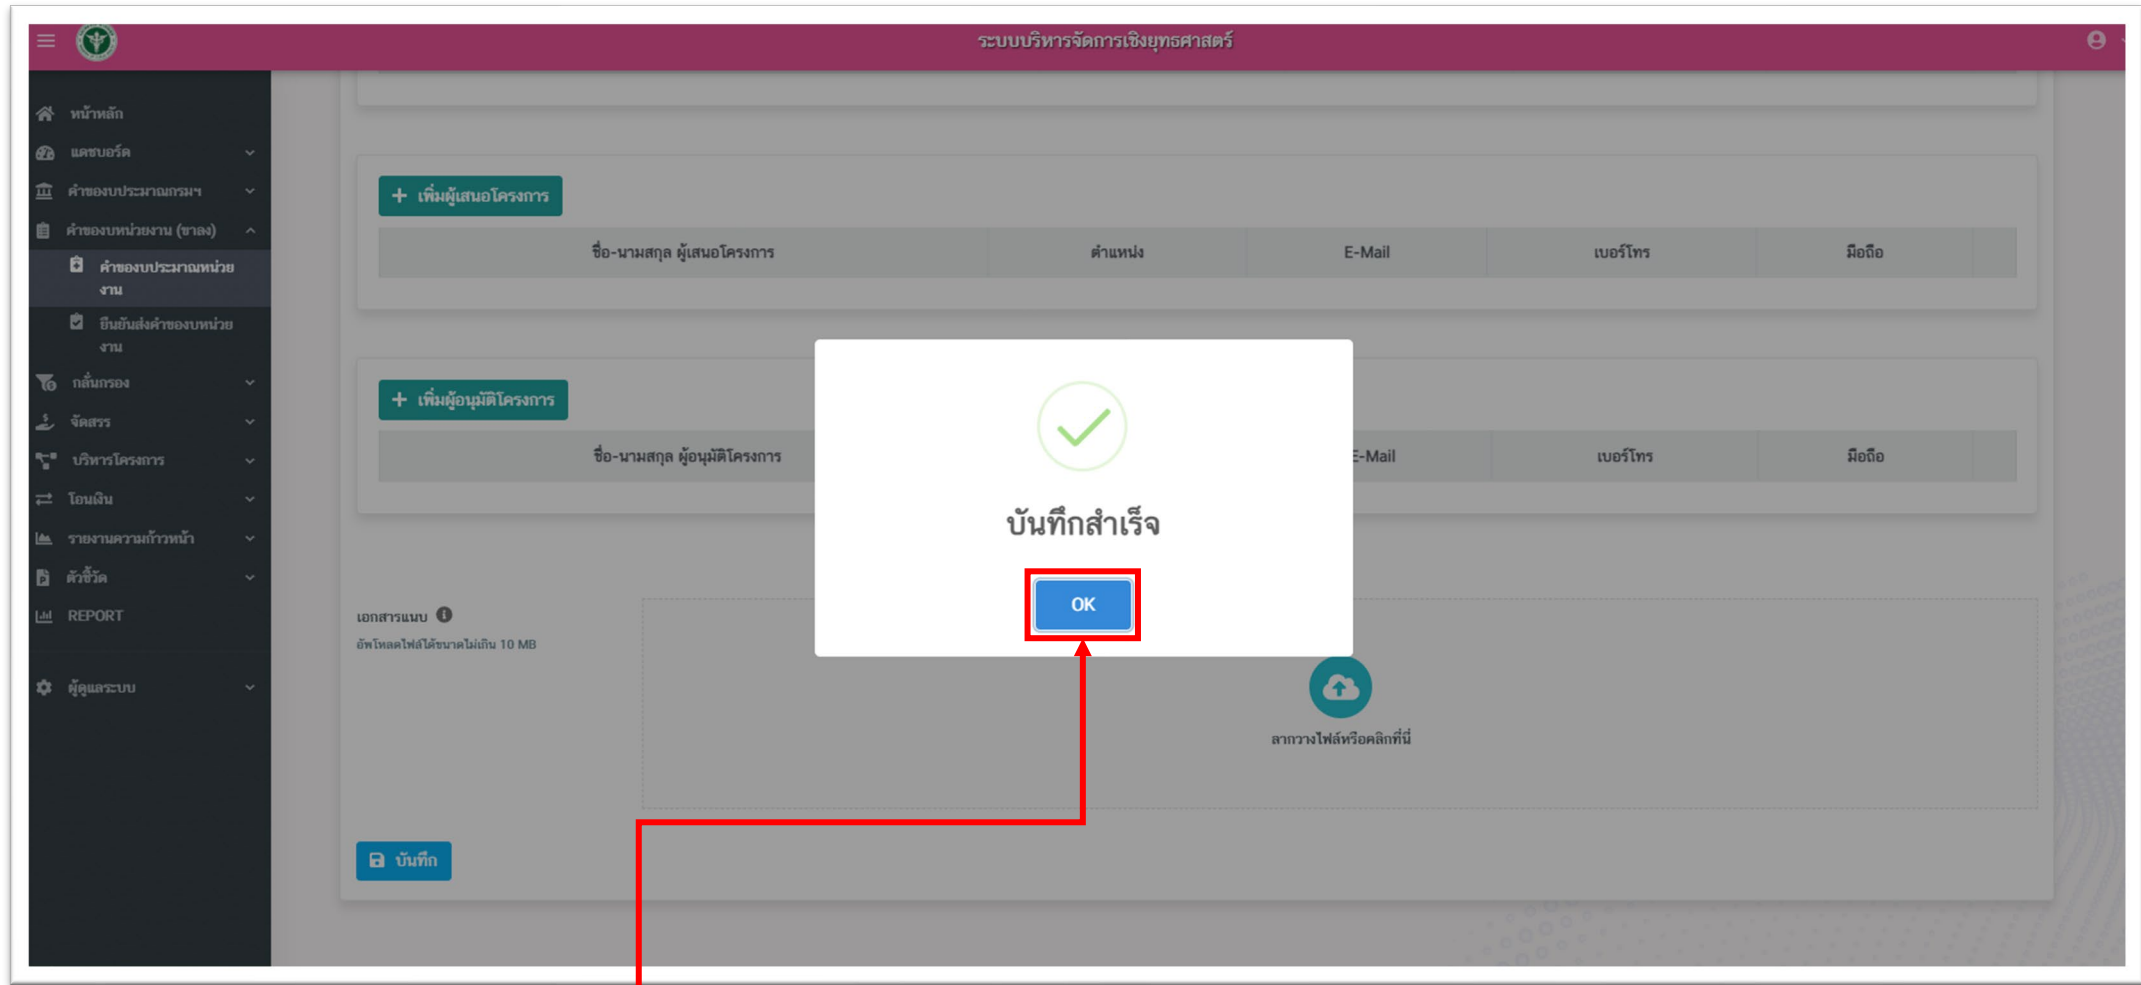 ระบบบริหารจัดการเชิงยุทธศาสตร์
หน้าหลัก
แดชบอร์ด
คำของบประมาณกรมฯ
คำของบหน่วยงาน (ขาลง)
คำของบประมาณหน่วย
งาน
ยืนยันส่งคำของบหน่วย
งาน
กลั่นกรอง
จัดสรร
บริหารโครงการ
โอนเงิน
รายงานความก้าวหน้า
ตัวชี้วัด
REPORT
ผู้ดูแลระบบ
+ เพิ่มผู้เสนอโครงการ
ชื่อ-นามสกุล ผู้เสนอโครงการ ตำแหน่ง E-Mail เบอร์โทร มือถือ
+ เพิ่มผู้อนุมัติโครงการ
ชื่อ-นามสกุล ผู้อนุมัติโครงการ E-Mail เบอร์โทร มือถือ
บันทึกสำเร็จ
OK
เอกสารแนบ
อัพโหลดไฟล์ได้ขนาดไม่เกิน 10 MB
ลากวางไฟล์หรือคลิกที่นี่
บันทึก